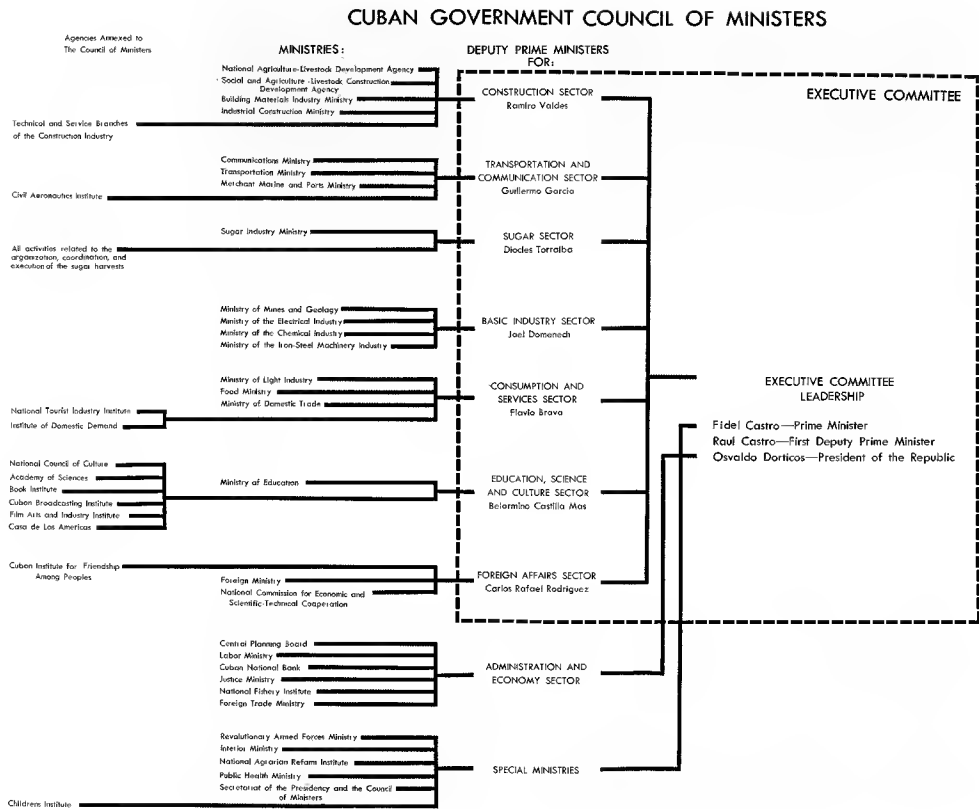 CUBAN GOVERNMENT COUNCIL OF MINISTERS
Agencies Annexed to
The Council of Ministers
MINISTRIES:
DEPUTY PRIME MINISTERS
FOR:
EXECUTIVE COMMITTEE
National Agriculture-Livestock Development Agency
Social and Agriculture-Livestock Construction
Development Agency
Building Materials Industry Ministry
Industrial Construction Ministry
Technical and Service Branches
of the Construction Industry
CONSTRUCTION SECTOR
Ramiro Valdes
Communications Ministry
Transportation Ministry
Merchant Marine and Ports Ministry
Civil Aeronautics Institute
TRANSPORTATION AND
COMMUNICATION SECTOR
Guillermo Garcia
Sugar Industry Ministry
All activities related to the
organization, coordination, and
execution of the sugar harvests
SUGAR SECTOR
Diocles Torralba
Ministry of Mines and Geology
Ministry of the Electrical Industry
Ministry of the Chemical Industry
Ministry of the Iron-Steel Machinery Industry
BASIC INDUSTRY SECTOR
Joel Domenech
Ministry of Light Industry
Food Ministry
Ministry of Domestic Trade
National Tourist Industry Institute
Institute of Domestic Demand
CONSUMPTION AND
SERVICES SECTOR
Flavio Bravo
EXECUTIVE COMMITTEE
LEADERSHIP
Fidel Castro—Prime Minister
Raul Castro—First Deputy Prime Minister
Osvaldo Dorticos—President of the Republic
National Council of Culture
Academy of Sciences
Book Institute
Cuban Broadcasting Institute
Film Arts and Industry Institute
Casa de Los Americas
Ministry of Education
EDUCATION, SCIENCE
AND CULTURE SECTOR
Belarmino Castilla Mas
Cuban Institute for Friendship
Among Peoples
Foreign Ministry
National Commission for Economic and
Scientific-Technical Cooperation
FOREIGN AFFAIRS SECTOR
Carlos Rafael Rodriguez
Central Planning Board
Labor Ministry
Cuban National Bank
Justice Ministry
National Fishery Institute
Foreign Trade Ministry
ADMINISTRATION AND
ECONOMY SECTOR
Revolutionary Armed Forces Ministry
Interior Ministry
National Agrarian Reform Institute
Public Health Ministry
Secretariat of the Presidency and the Council
of Ministers
Childrens Institute
SPECIAL MINISTRIES